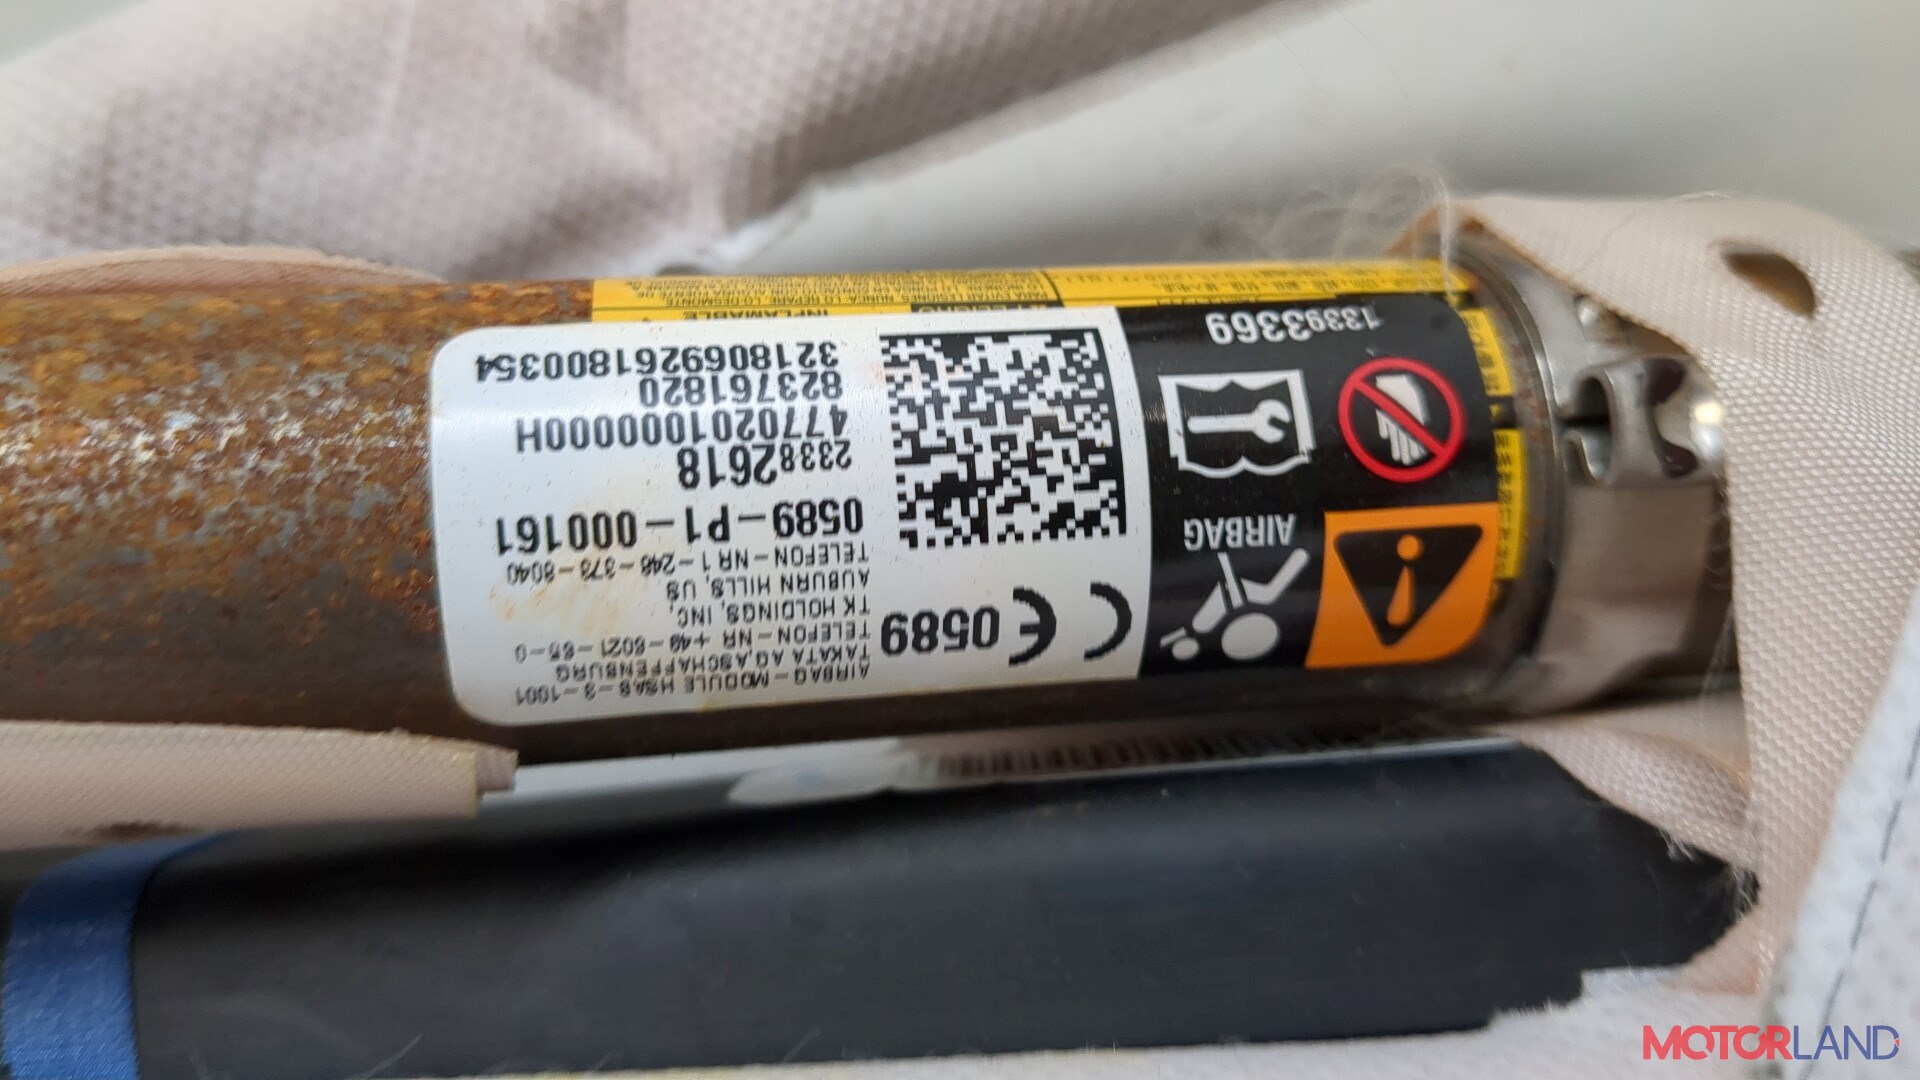 AIRBAG-MODULE HSAB-3-1001
TAKATA AG,ASCHAFFENBURG
TELEFON-NR +49-6021-65-0
TK HOLDINGS, INC,
AUBURN HILLS, US
TELEFON-NR 1-248-373-8040
0589-P1-000161
23382618
477020100000H
823761820
3218069261800354
CE 0589
AIRBAG
13393369
INFLAMABLE
MOTORLAND